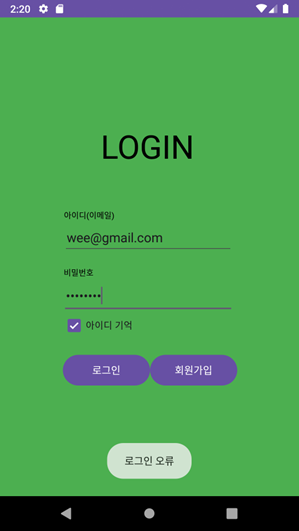 2:20
LOGIN
아이디(이메일)
wee@gmail.com
비밀번호
••••••••
아이디 기억
로그인 회원가입
로그인 오류